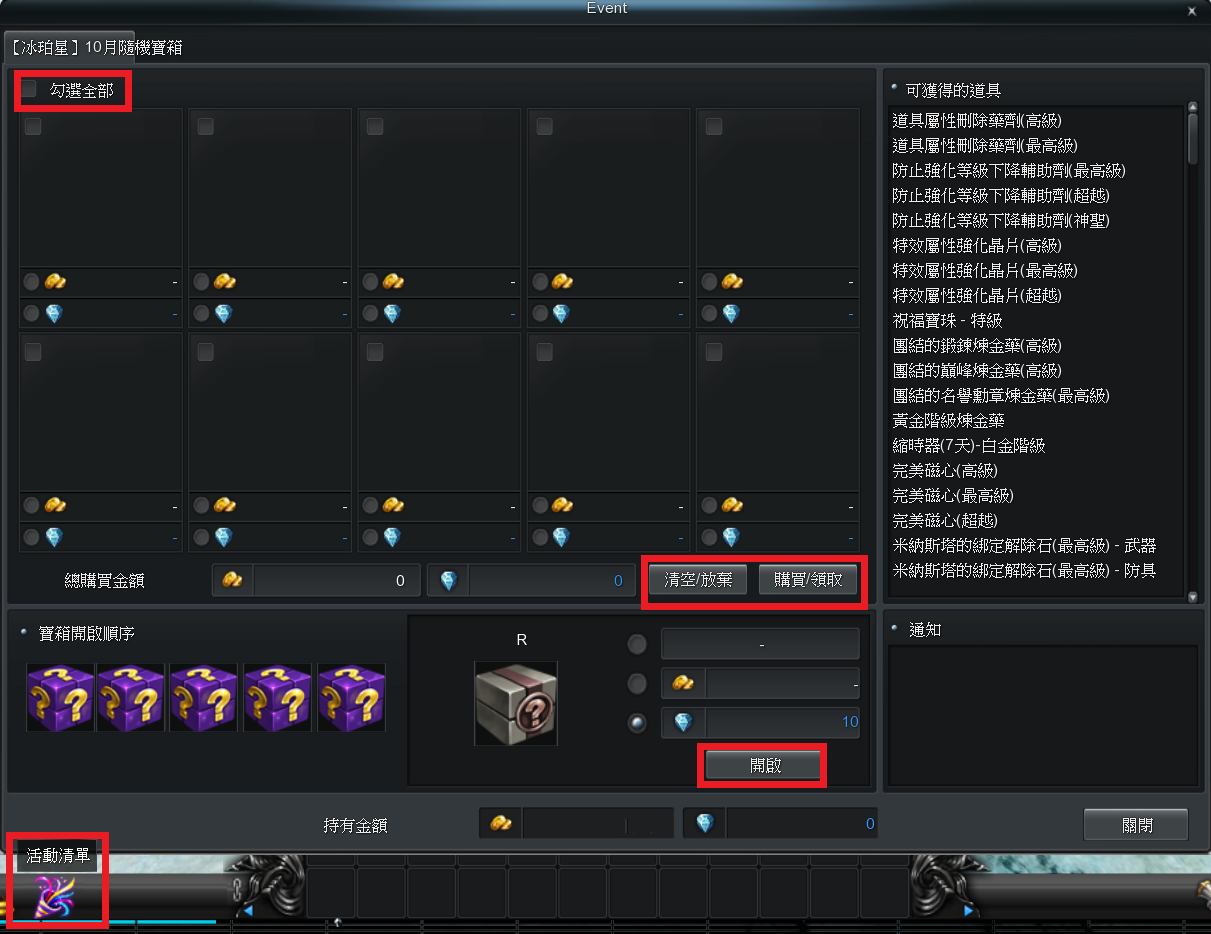 Event
【冰珀星】10月隨機寶箱
勾選全部
- - - - -
- - - - -
- - - - -
- - - - -
總購買金額 0 0 清空/放棄 購買/領取
可獲得的道具
道具屬性刪除藥劑(高級)
道具屬性刪除藥劑(最高級)
防止強化等級下降輔助劑(最高級)
防止強化等級下降輔助劑(超越)
防止強化等級下降輔助劑(神聖)
特效屬性強化晶片(高級)
特效屬性強化晶片(最高級)
特效屬性強化晶片(超越)
祝福寶珠 - 特級
團結的鍛鍊煉金藥(高級)
團結的巔峰煉金藥(高級)
團結的名譽勳章煉金藥(最高級)
黃金階級煉金藥
縮時器(7天)-白金階級
完美磁心(高級)
完美磁心(最高級)
完美磁心(超越)
米納斯塔的綁定解除石(最高級) - 武器
米納斯塔的綁定解除石(最高級) - 防具
寶箱開啟順序
? ? ? ? ? ? ? ? ? ?
R
?
-
-
10
開啟
通知
持有金額 0 關閉
活動清單